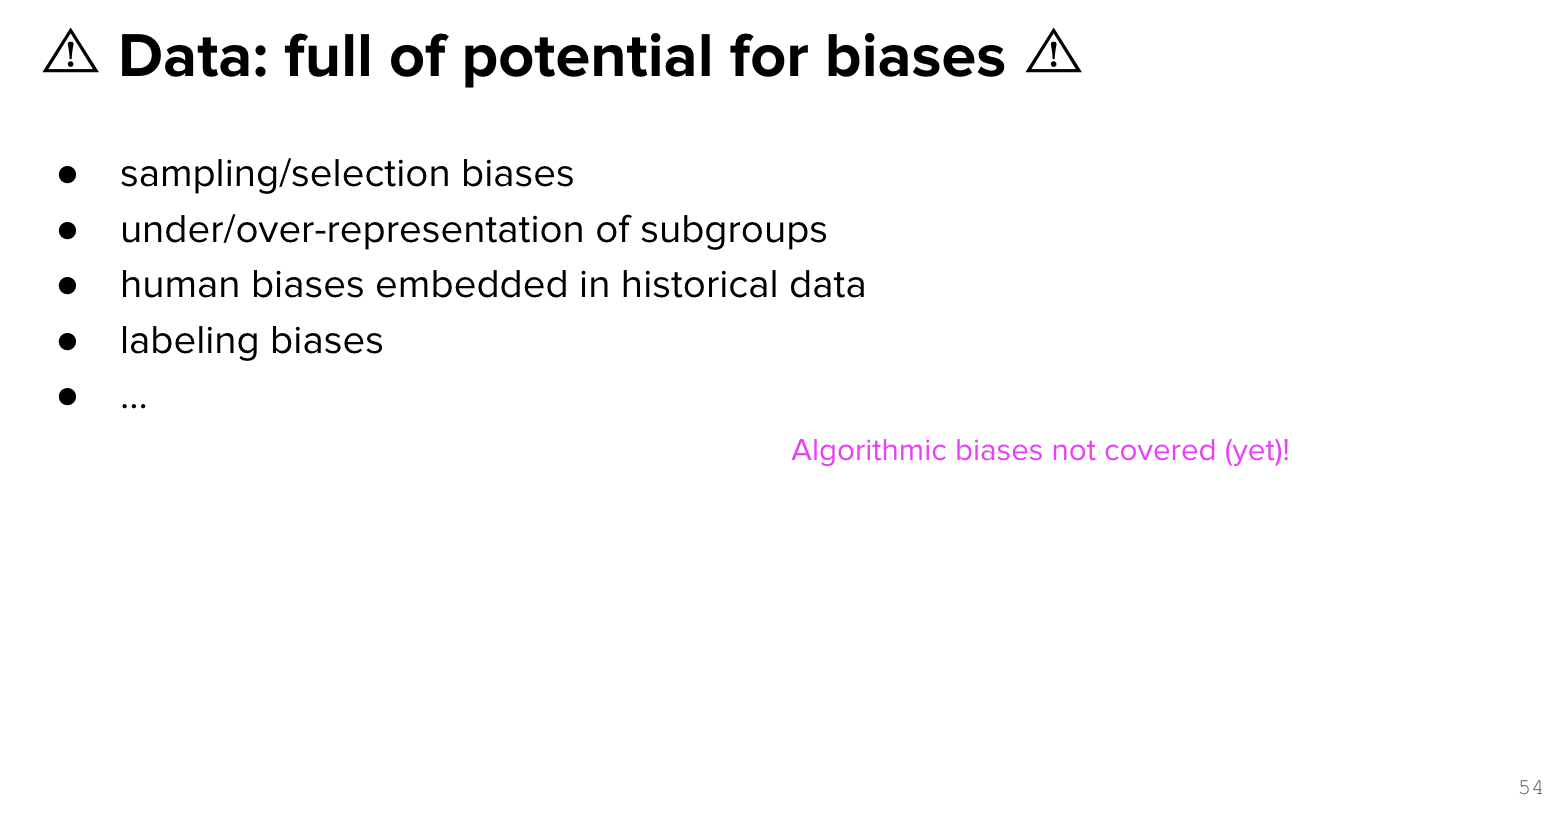 ⚠ Data: full of potential for biases ⚠
● sampling/selection biases
● under/over-representation of subgroups
● human biases embedded in historical data
● labeling biases
● ...
Algorithmic biases not covered (yet)!
54